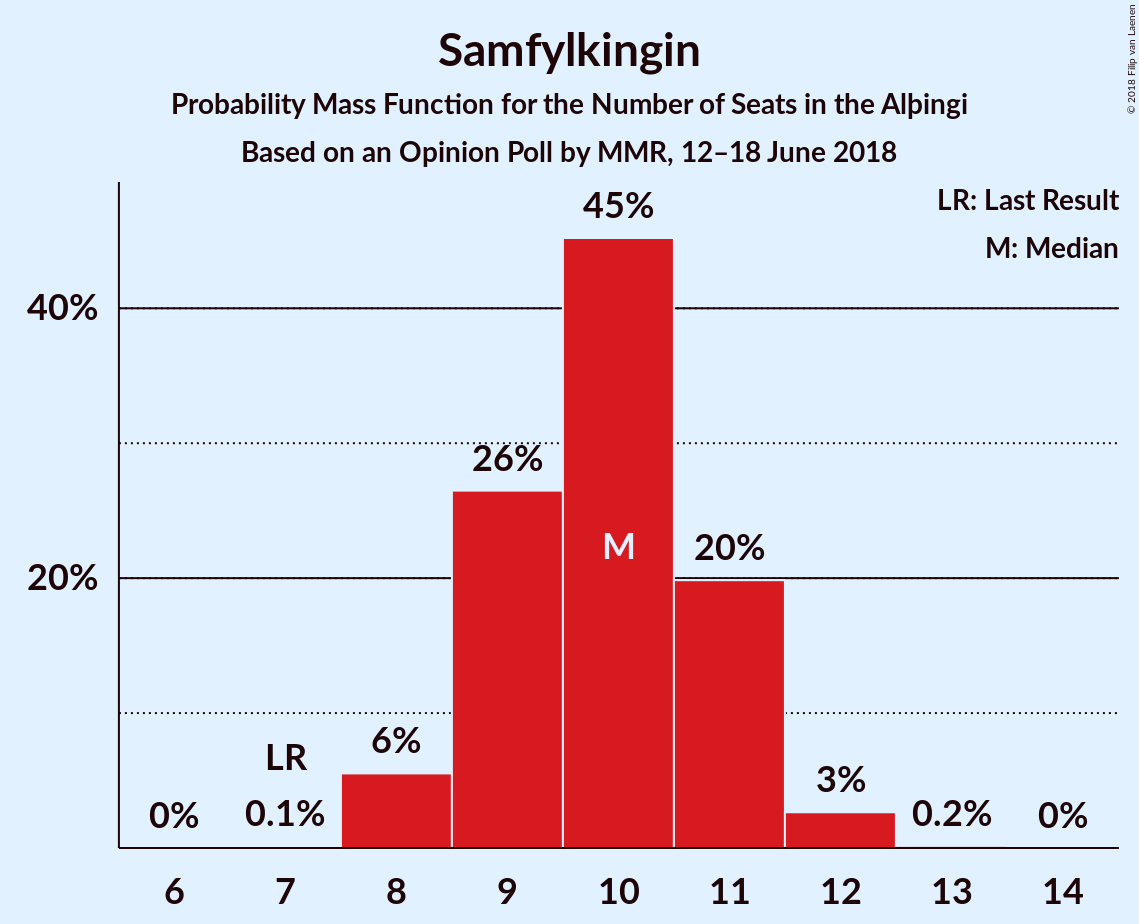 Samfylkingin
Probability Mass Function for the Number of Seats in the Alþingi
Based on an Opinion Poll by MMR, 12–18 June 2018
© 2018 Filip van Laenen
LR: Last Result
M: Median
45%
40%
26%
M
20%
20%
6%
LR
3%
0%
0.1%
0.2%
0%
6 7 8 9 10 11 12 13 14